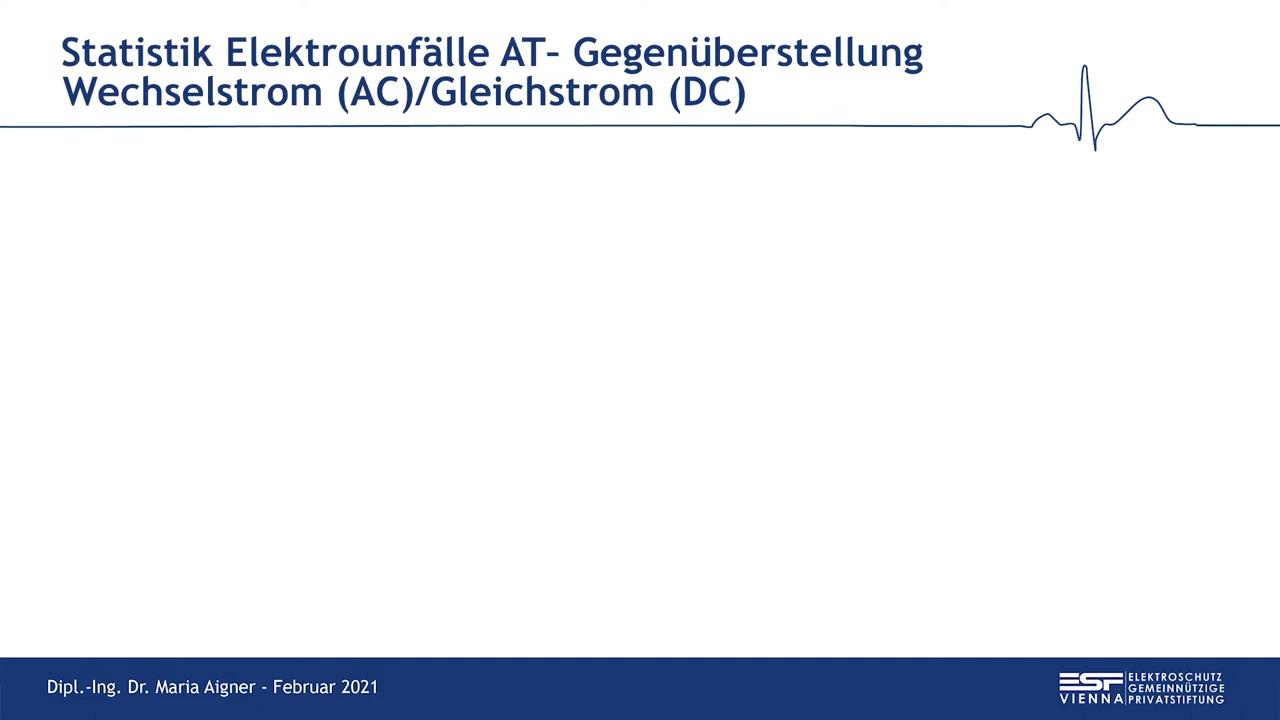 Statistik Elektrounfälle AT– Gegenüberstellung
Wechselstrom (AC)/Gleichstrom (DC)
Dipl.-Ing. Dr. Maria Aigner - Februar 2021
ESF
VIENNA
ELEKTROSCHUTZ
GEMEINNÜTZIGE
PRIVATSTIFTUNG